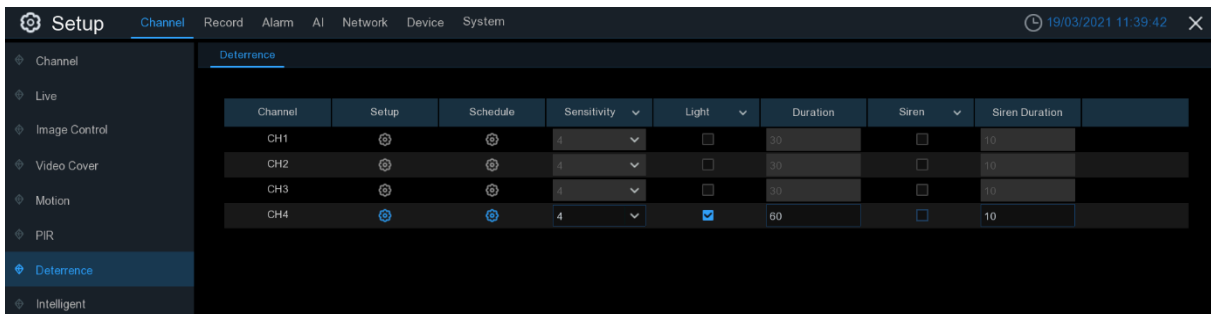 Setup Channel Record Alarm AI Network Device System 19/03/2021 11:39:42
Channel
Live
Image Control
Video Cover
Motion
PIR
Deterrence
Intelligent
Deterrence
Channel Setup Schedule Sensitivity Light Duration Siren Siren Duration
CH1 4 30 10
CH2 4 30 10
CH3 4 30 10
CH4 4 60 10